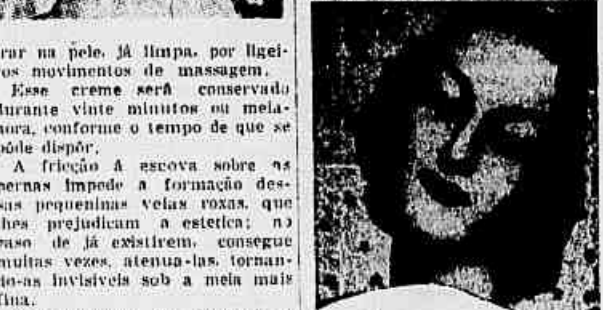 rar na pele, já limpa, por ligei-
os movimentos de massagem.
Esse creme será conservado
durante vinte minutos ou meia-
nora, conforme o tempo de que se
póde dispôr.
A fricção á escova sobre as
pernas impede a formação des-
sas pequeninas veias roxas, que
hes prejudicam a estetica; no
caso de já existirem, consegue
muitas vezes, atenua-las, tornan-
lo-as invisiveis sob a meia mais
fina.